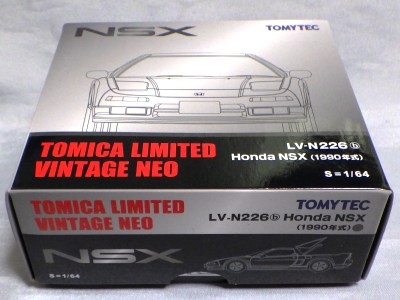 NSX
TOMYTEC
TOMICA LIMITED
VINTAGE NEO
LV-N226ⓑ
Honda NSX (1990年式)
S=1/64
TOMICA LIMITED
VINTAGE NEO
TOMYTEC
LV-N226ⓑ Honda NSX
(1990年式)
NSX
S=1/64